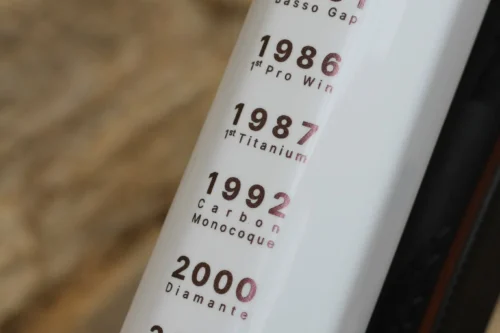 Basso Gap
1986
1st Pro Win
1987
1st Titanium
1992
Carbon
Monocoque
2000
Diamante